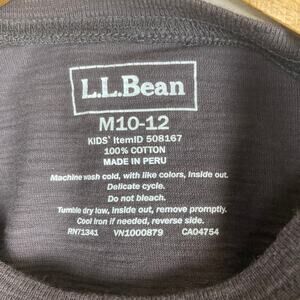 L.L.Bean
M10-12
KIDS' ItemID 508167
100% COTTON
MADE IN PERU
Machine wash cold, with like colors, inside out.
Delicate cycle.
Do not bleach.
Tumble dry low, inside out, remove promptly.
Cool iron if needed, reverse side.
RN71341 VN1000879 CA04754